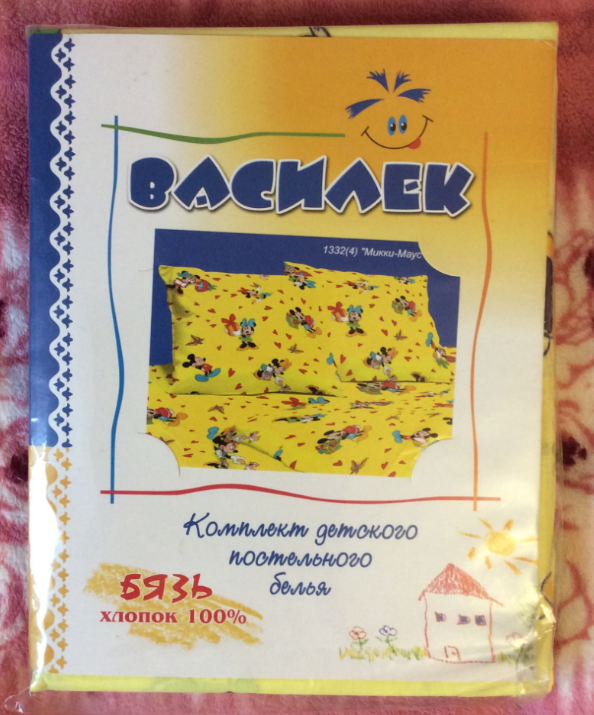 ВАСИЛЕК
1332(4) "Микки-Маус
Комплект детского
постельного
белья
БЯЗЬ
хлопок 100%